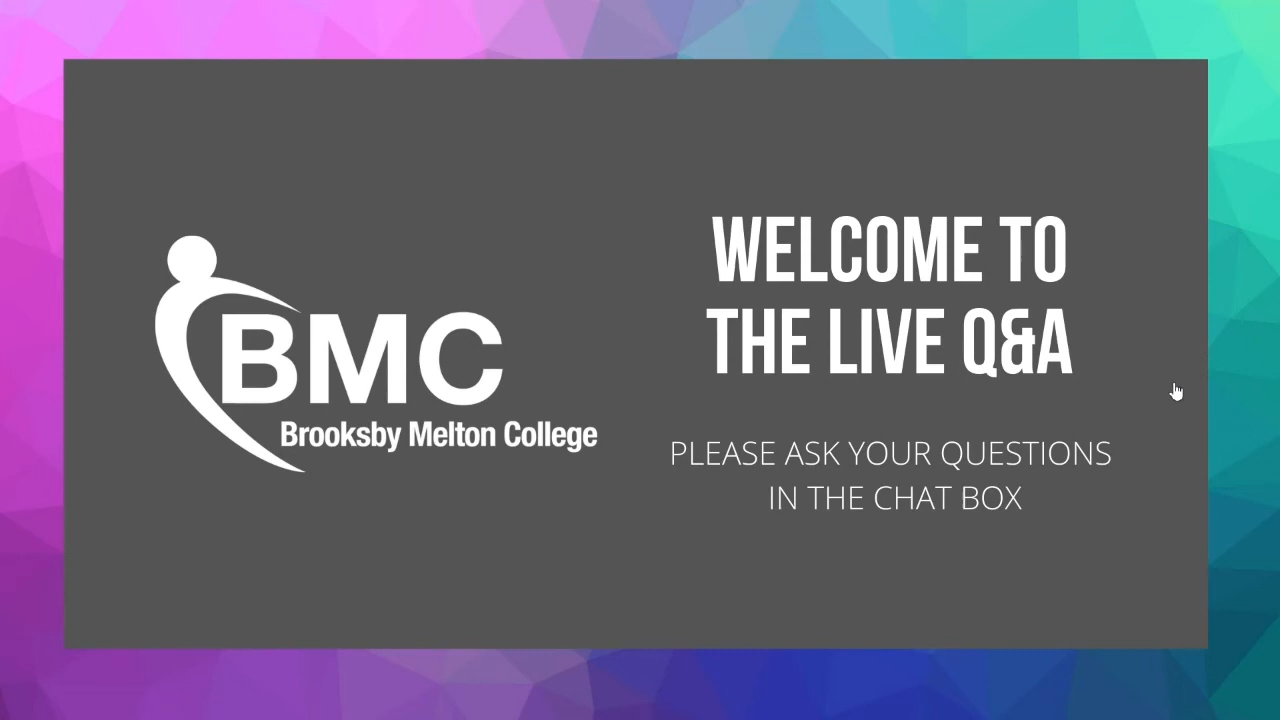 BMC
Brooksby Melton College
WELCOME TO
THE LIVE Q&A
PLEASE ASK YOUR QUESTIONS
IN THE CHAT BOX